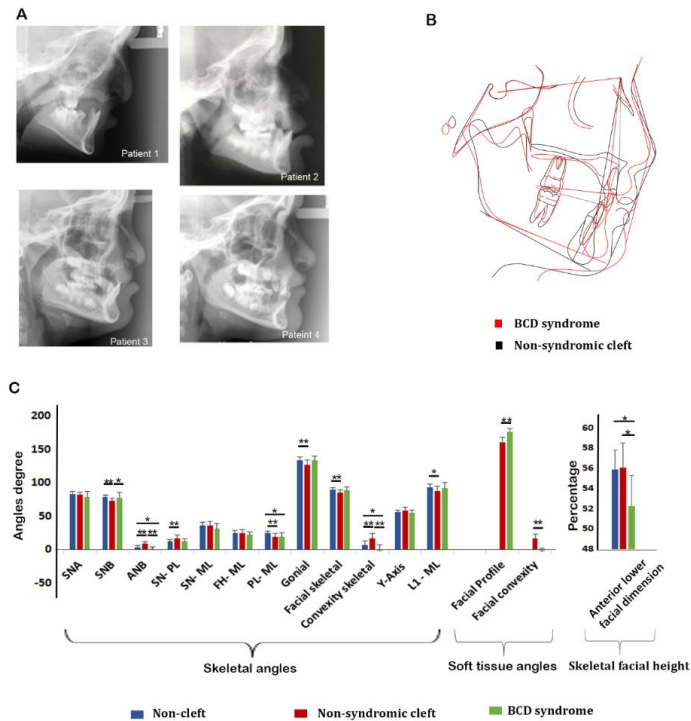 A
Patient 1
Patient 2
Patient 3
Pateint 4
B
BCD syndrome
Non-syndromic cleft
C
Angles degree
200
150
100
50
0
-50
**
**
*
**
**
*
**
**
*
**
**
*
**
**
*
*
**
**
SNA
SNB
ANB
SN- PL
SN- ML
FH- ML
PL- ML
Gonial
Facial skeletal
Convexity skeletal
Y-Axis
L1- ML
Facial Profile
Facial convexity
Percentage
60
58
56
54
52
50
48
*
*
Anterior lower
facial dimension
Skeletal angles
Soft tissue angles
Skeletal facial height
Non-cleft
Non-syndromic cleft
BCD syndrome